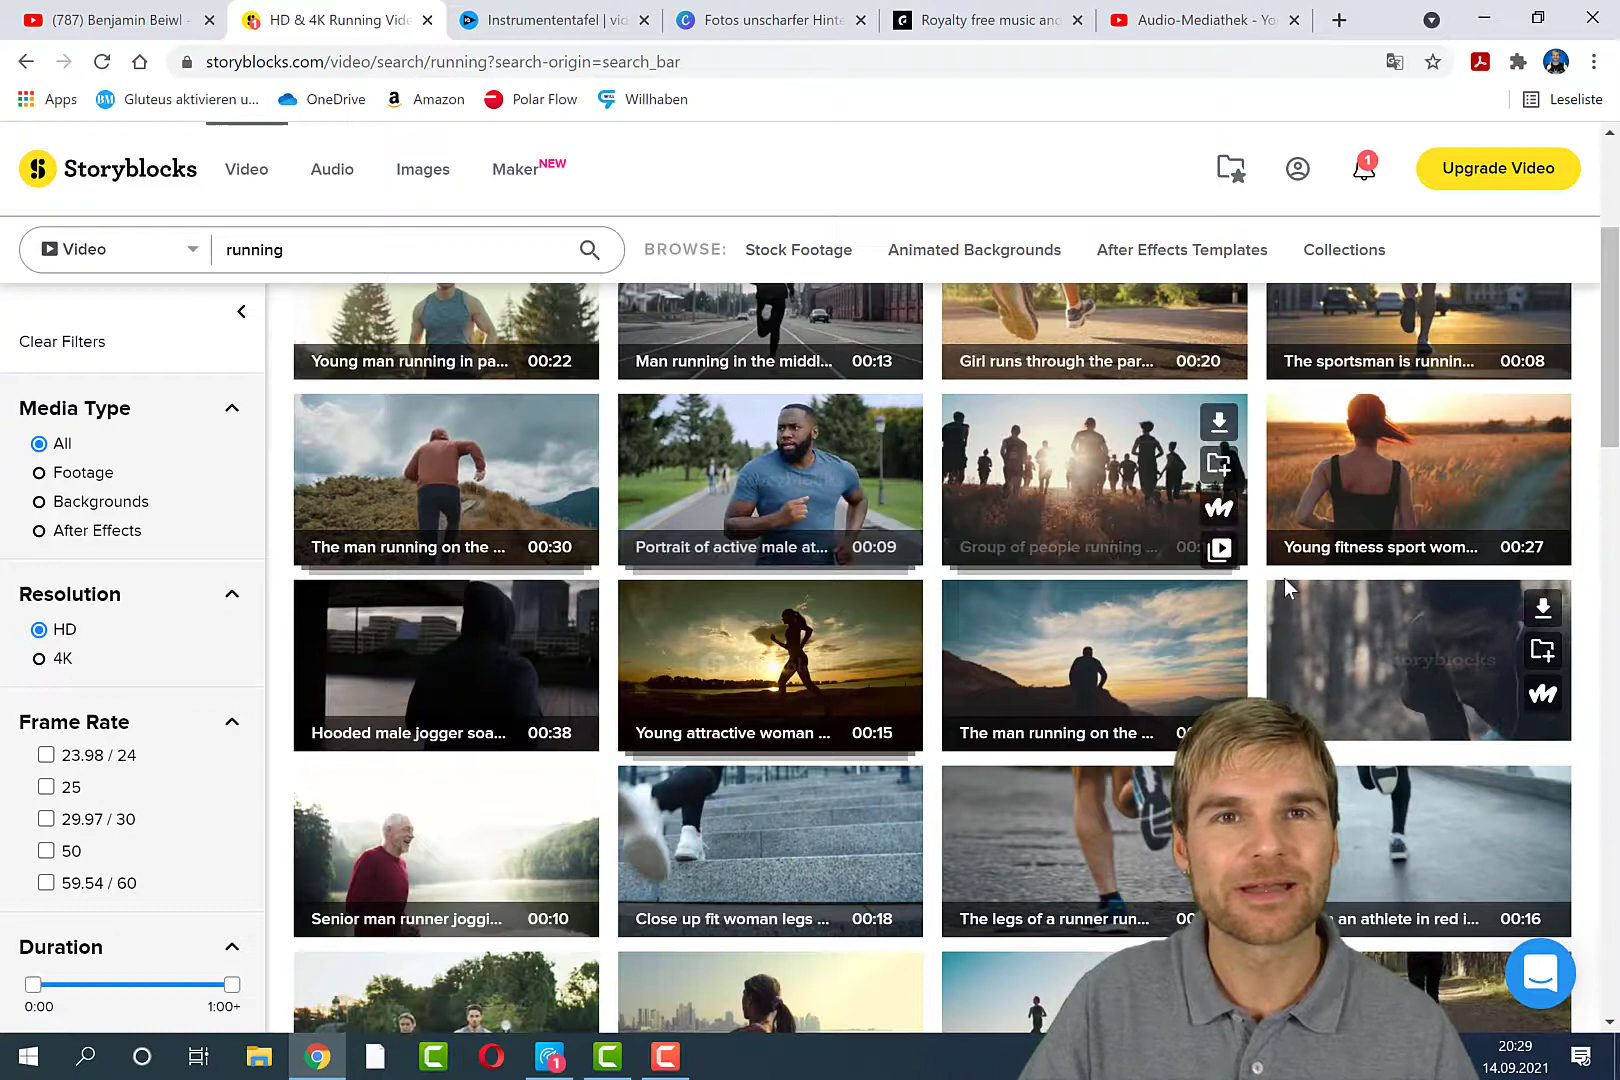 (787) Benjamin Beiwl -
HD & 4K Running Vide
Instrumententafel | vid
Fotos unscharfer Hinte
Royalty free music and
Audio-Mediathek - Yo
storyblocks.com/video/search/running?search-origin=search_bar
Apps
BM
Gluteus aktivieren u...
OneDrive
Amazon
Polar Flow
Willhaben
Leseliste
Storyblocks
Video
Audio
Images
Maker NEW
1
Upgrade Video
Video
running
BROWSE:
Stock Footage
Animated Backgrounds
After Effects Templates
Collections
Clear Filters
Media Type
All
Footage
Backgrounds
After Effects
Resolution
HD
4K
Frame Rate
23.98 / 24
25
29.97 / 30
50
59.54 / 60
Duration
0:00
1:00+
Young man running in pa... 00:22
Man running in the middl... 00:13
Girl runs through the par... 00:20
The sportsman is runnin... 00:08
The man running on the ... 00:30
Portrait of active male at... 00:09
Group of people running ... 00:
Young fitness sport wom... 00:27
Hooded male jogger soa... 00:38
Young attractive woman ... 00:15
The man running on the ... 00
storyblocks
Senior man runner joggi... 00:10
Close up fit woman legs ... 00:18
The legs of a runner run... 00
an athlete in red i... 00:16
1
20:29
14.09.2021